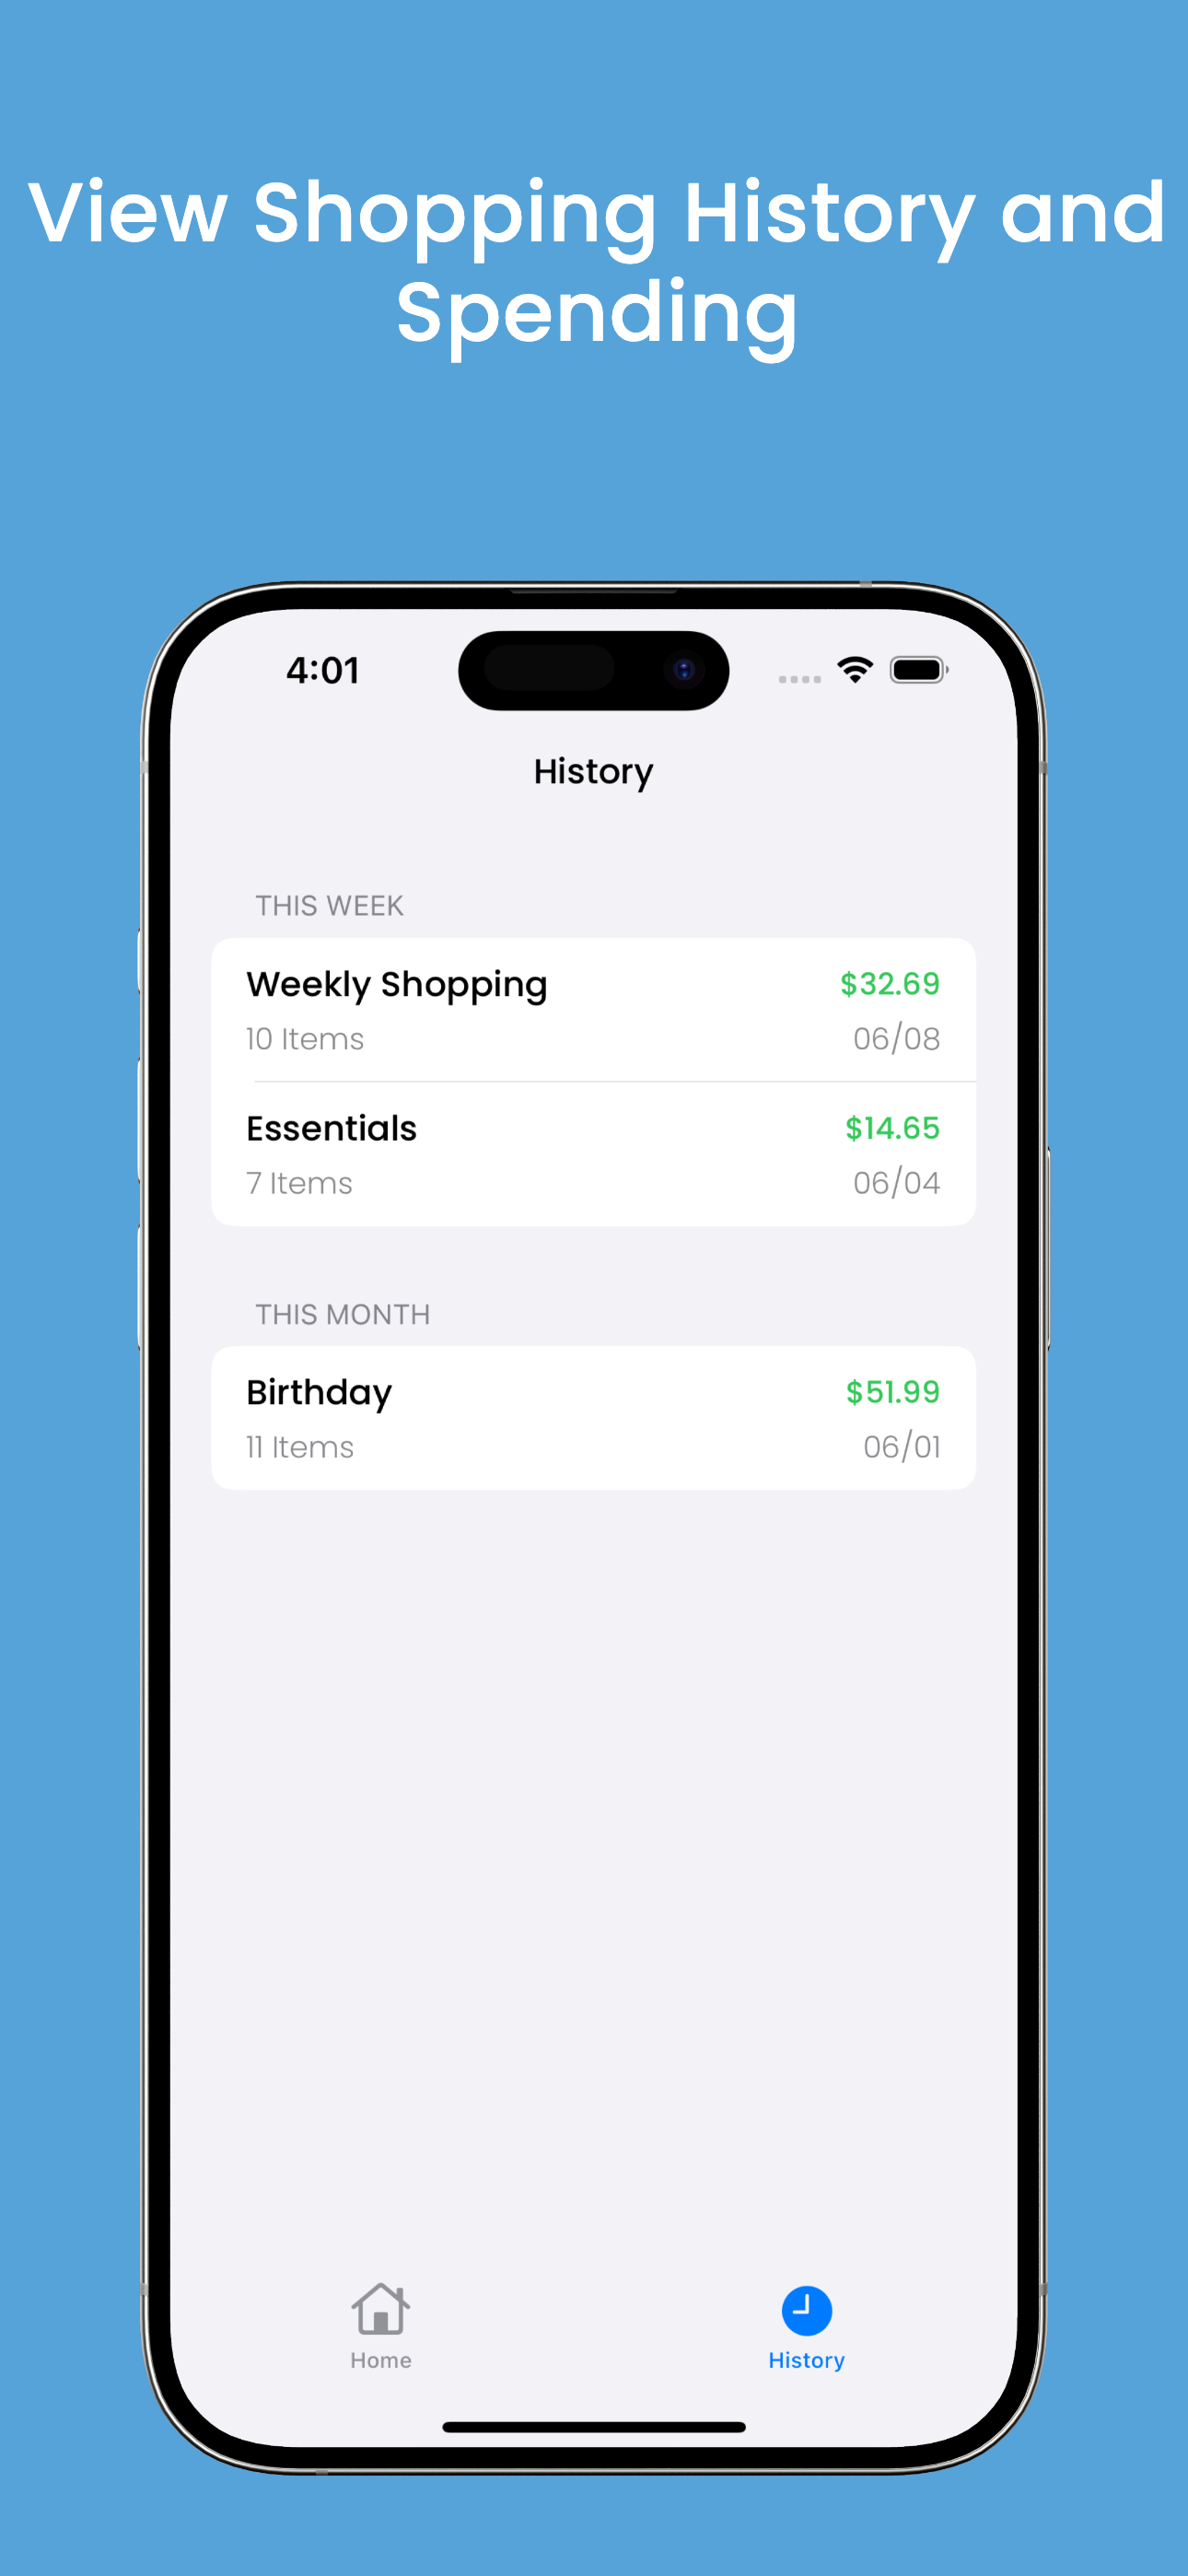 View Shopping History and
Spending
4:01
History
THIS WEEK
Weekly Shopping $32.69
10 Items 06/08
Essentials $14.65
7 Items 06/04
THIS MONTH
Birthday $51.99
11 Items 06/01
Home History